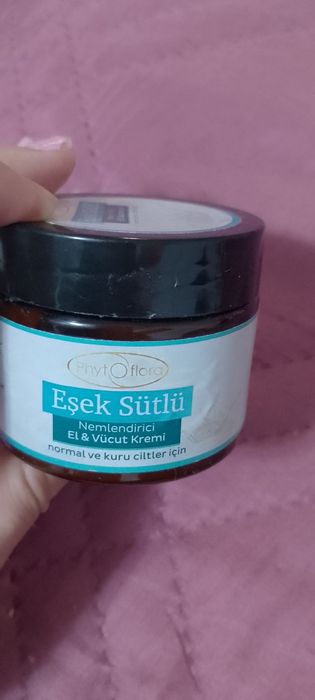 PhytOflora
Eşek Sütlü
Nemlendirici
El & Vücut Kremi
normal ve kuru ciltler için